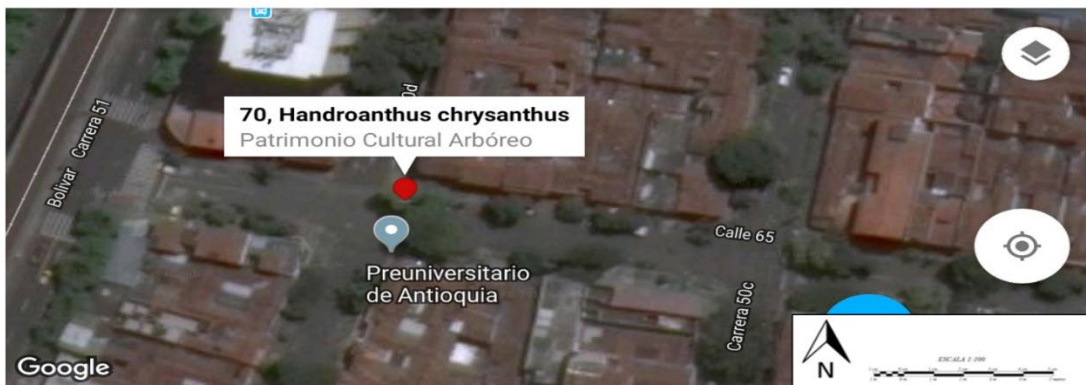 70, Handroanthus chrysanthus
Patrimonio Cultural Arbóreo
0d
Bolivar Carrera 51
Calle 65
Preuniversitario
de Antioquia
Carrera 50c
Google
N
ESCALA 1-100